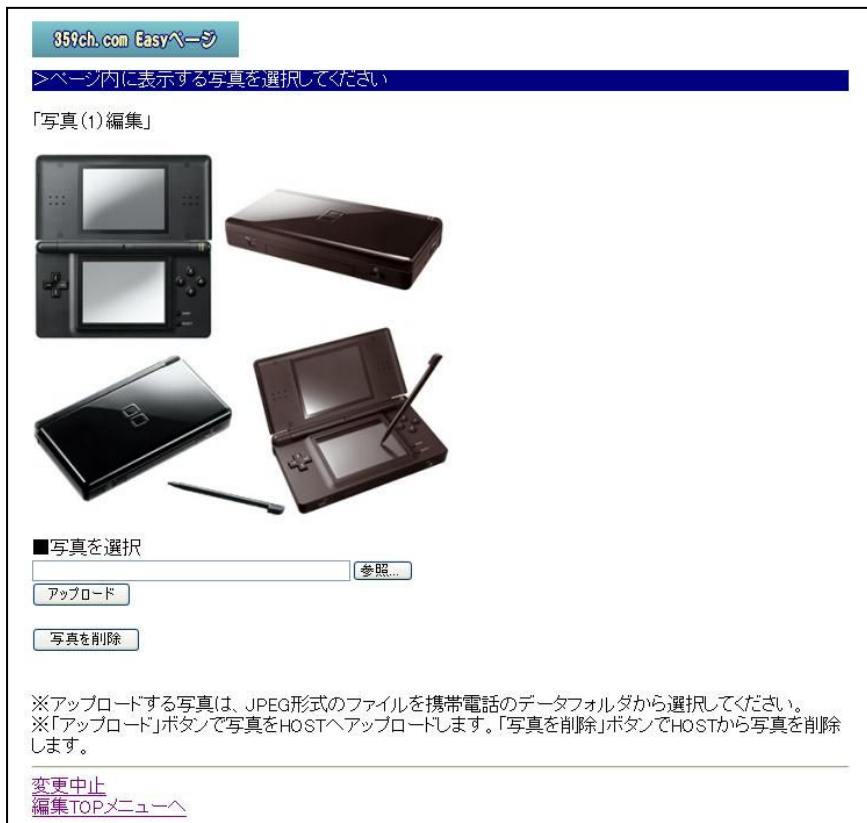 359ch.com Easyページ
＞ページ内に表示する写真を選択してください
「写真(1)編集」
■写真を選択
参照...
アップロード
写真を削除
※アップロードする写真は、JPEG形式のファイルを携帯電話のデータフォルダから選択してください。
※「アップロード」ボタンで写真をHOSTへアップロードします。「写真を削除」ボタンでHOSTから写真を削除
します。
変更中止
編集TOPメニューへ